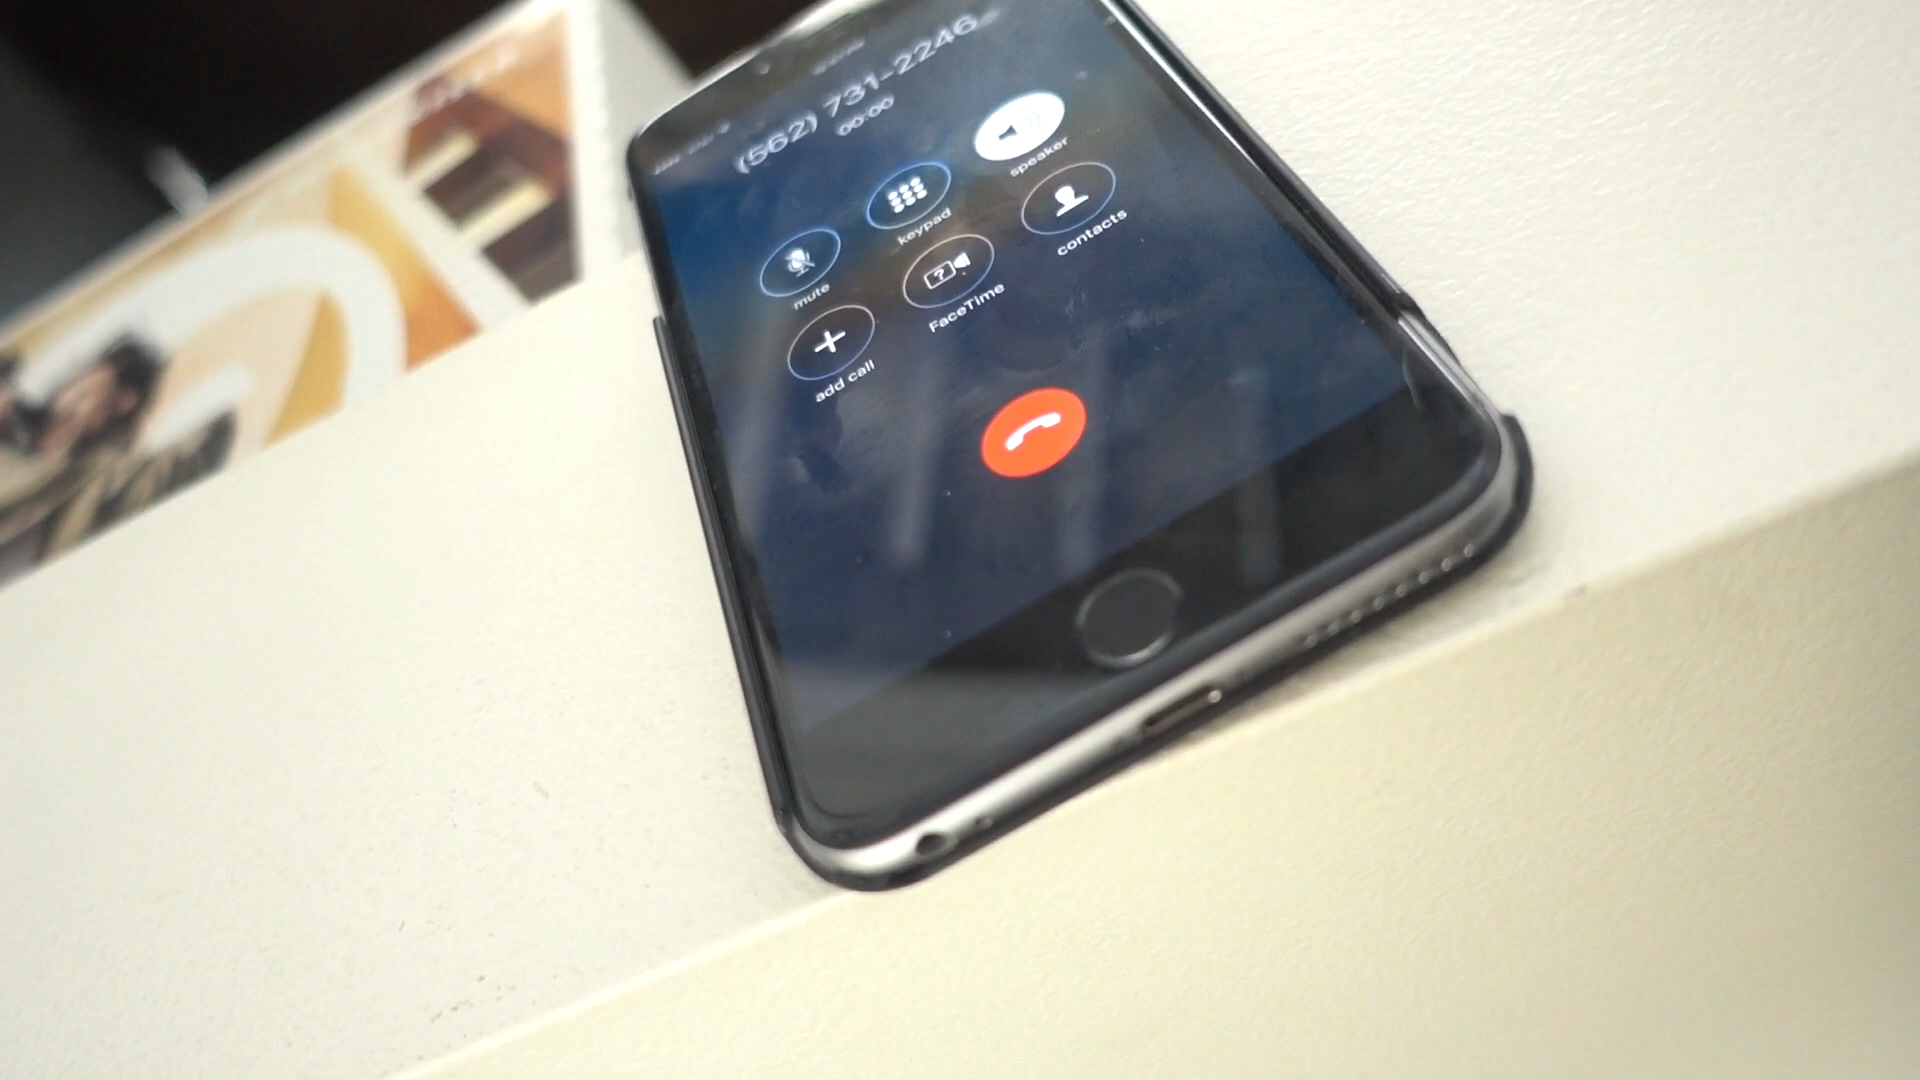 (562) 731-2246
00:00
mute
keypad
speaker
add call
FaceTime
contacts